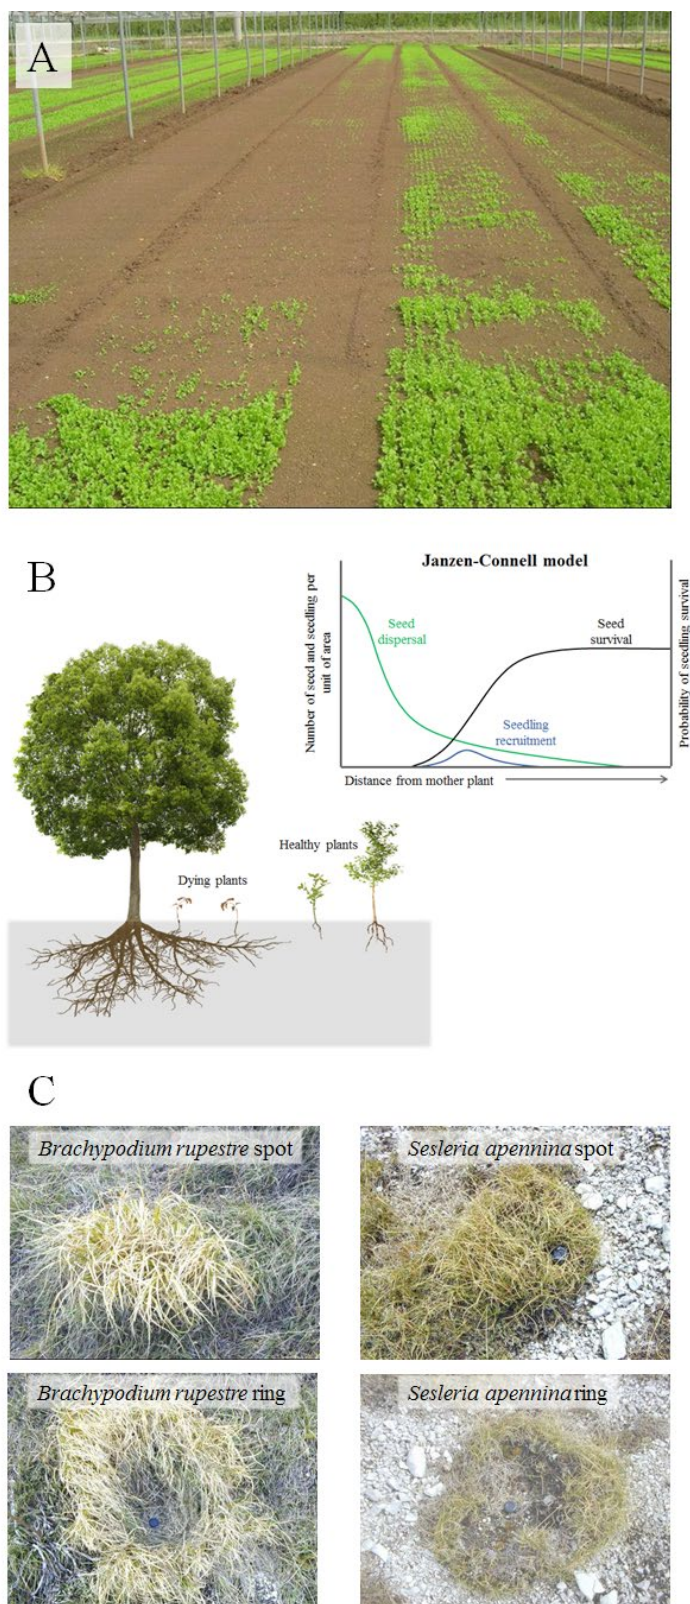 A
B
Janzen-Connell model
Number of seed and seedling per
unit of area
Seed
dispersal
Seed
survival
Seedling
recruitment
Probability of seedling survival
Distance from mother plant
Healthy plants
Dying plants
C
Brachypodium rupestre spot
Sesleria apennina spot
Brachypodium rupestre ring
Sesleria apennina ring